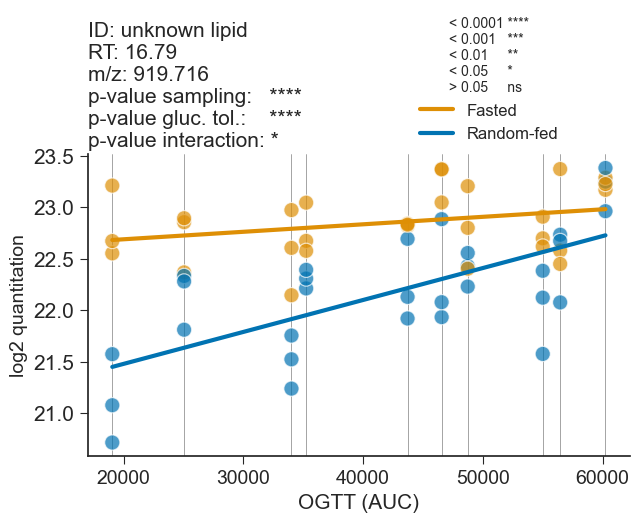 ID: unknown lipid
RT: 16.79
m/z: 919.716
p-value sampling: ****
p-value gluc. tol.: ****
p-value interaction: *
< 0.0001 ****
< 0.001 ***
< 0.01 **
< 0.05 *
> 0.05 ns
Fasted
Random-fed
23.5
23.0
22.5
22.0
21.5
21.0
log2 quantitation
20000 30000 40000 50000 60000
OGTT (AUC)